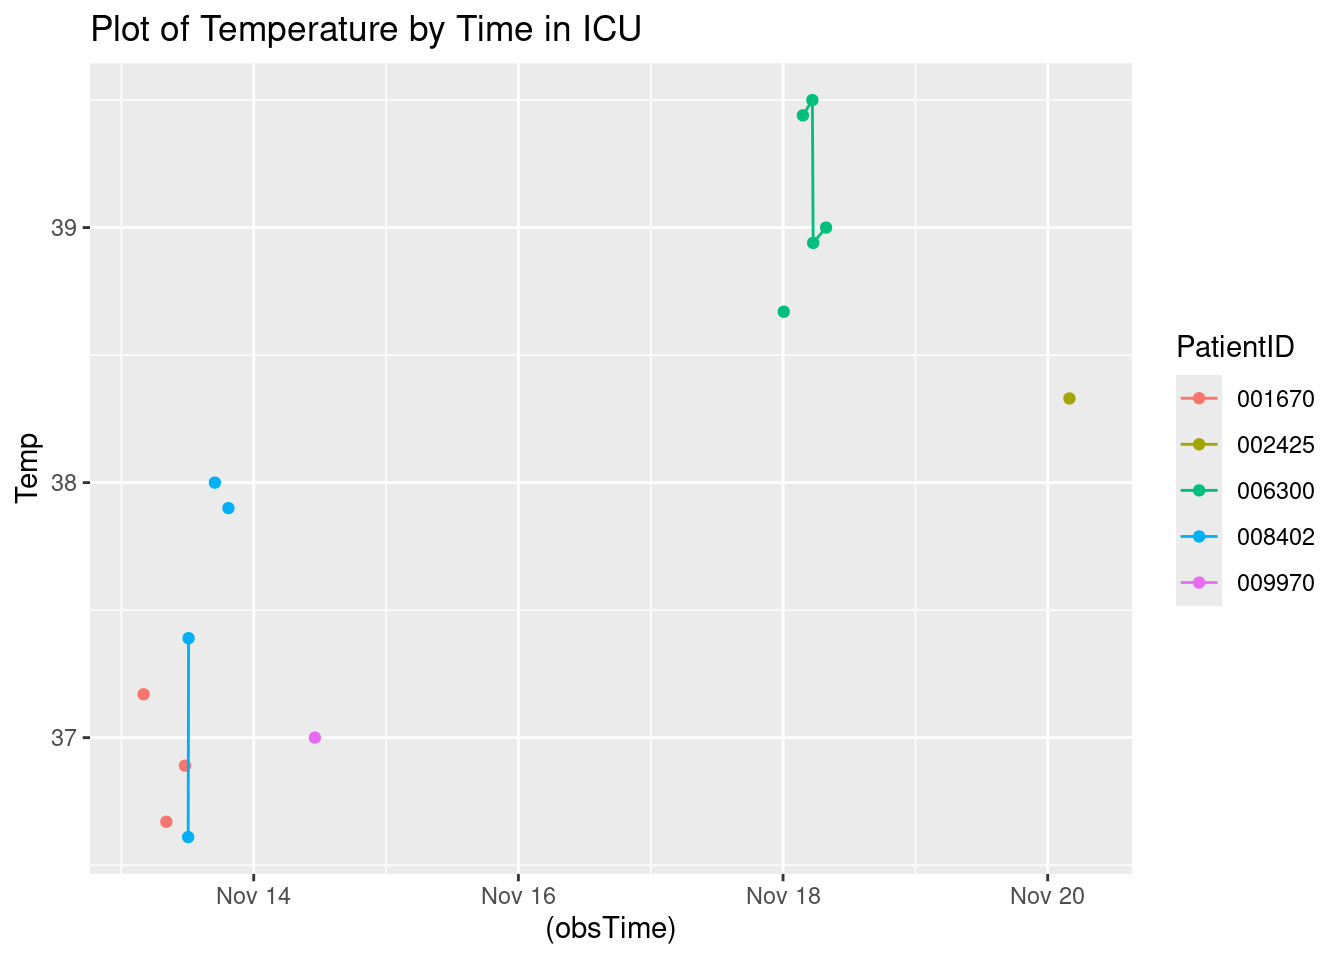 Plot of Temperature by Time in ICU
39
38
37
Temp
Nov 14
Nov 16
Nov 18
Nov 20
(obsTime)
PatientID
001670
002425
006300
008402
009970